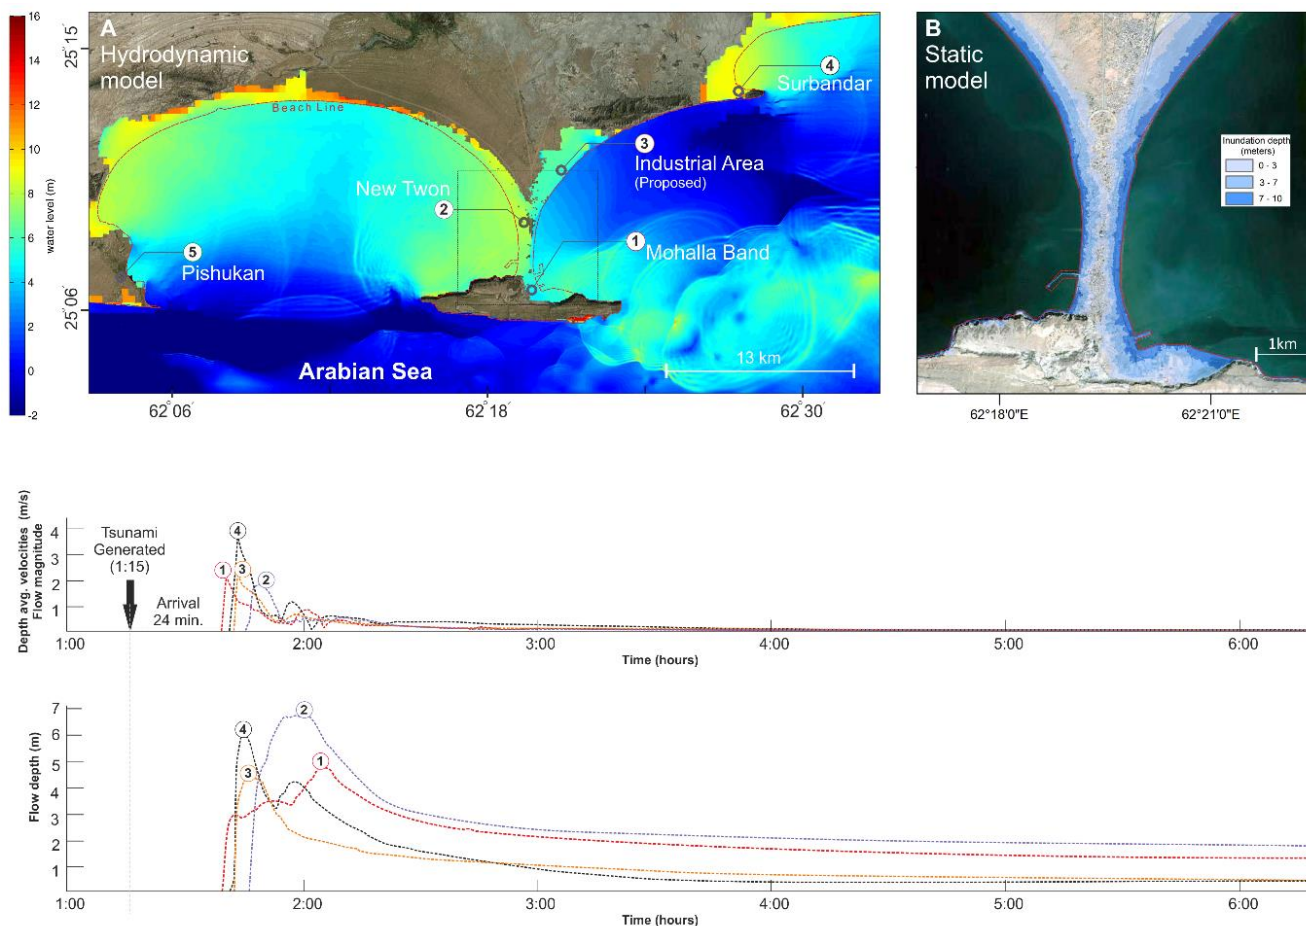 16
14
12
10
8
6
4
2
0
-2
water level (m)
25°15′
25°06′
A
Hydrodynamic
model
Beach Line
4
Surbandar
3
Industrial Area
(Proposed)
New Twon
2
1
Mohalla Band
5
Pishukan
Arabian Sea
13 km
62°06′
62°18′
62°30′
B
Static
model
Inundation depth
(meters)
0 - 3
3 - 7
7 - 10
1km
62°18'0"E
62°21'0"E
Depth avg. velocities (m/s)
Flow magnitude
4
3
2
1
Tsunami
Generated
(1:15)
Arrival
24 min.
4
1
3
2
1:00
2:00
3:00
4:00
5:00
6:00
Time (hours)
Flow depth (m)
7
6
5
4
3
2
1
4
2
3
1
1:00
2:00
3:00
4:00
5:00
6:00
Time (hours)